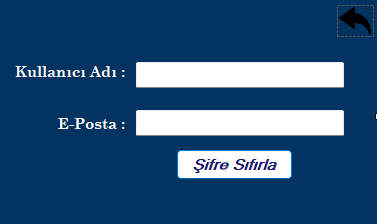 Kullanıcı Adı :
E-Posta :
Şifre Sıfırla